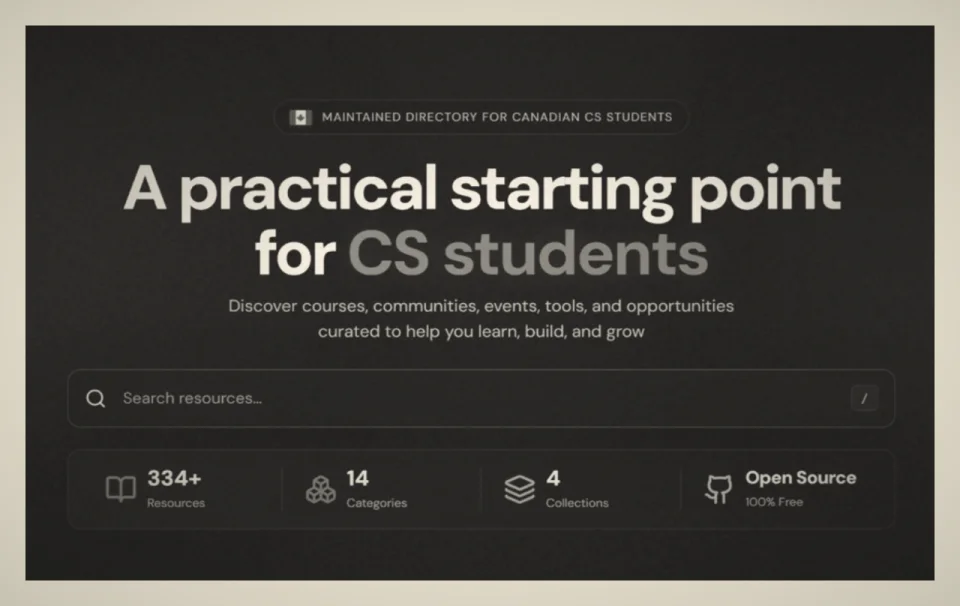 MAINTAINED DIRECTORY FOR CANADIAN CS STUDENTS
A practical starting point
for CS students
Discover courses, communities, events, tools, and opportunities
curated to help you learn, build, and grow
Search resources...
/
334+
Resources
14
Categories
4
Collections
Open Source
100% Free